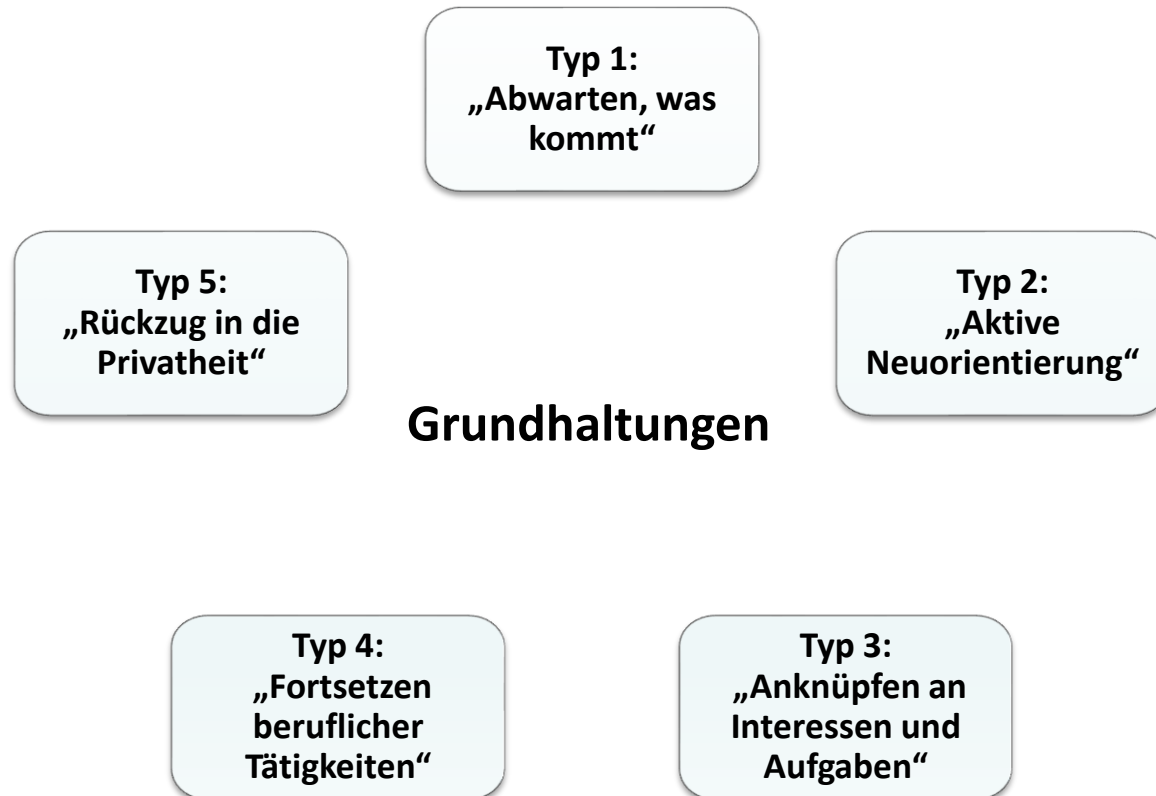 Typ 1:
„Abwarten, was
kommt“
Typ 5:
„Rückzug in die
Privatheit“
Typ 2:
„Aktive
Neuorientierung“
Grundhaltungen
Typ 4:
„Fortsetzen
beruflicher
Tätigkeiten“
Typ 3:
„Anknüpfen an
Interessen und
Aufgaben“